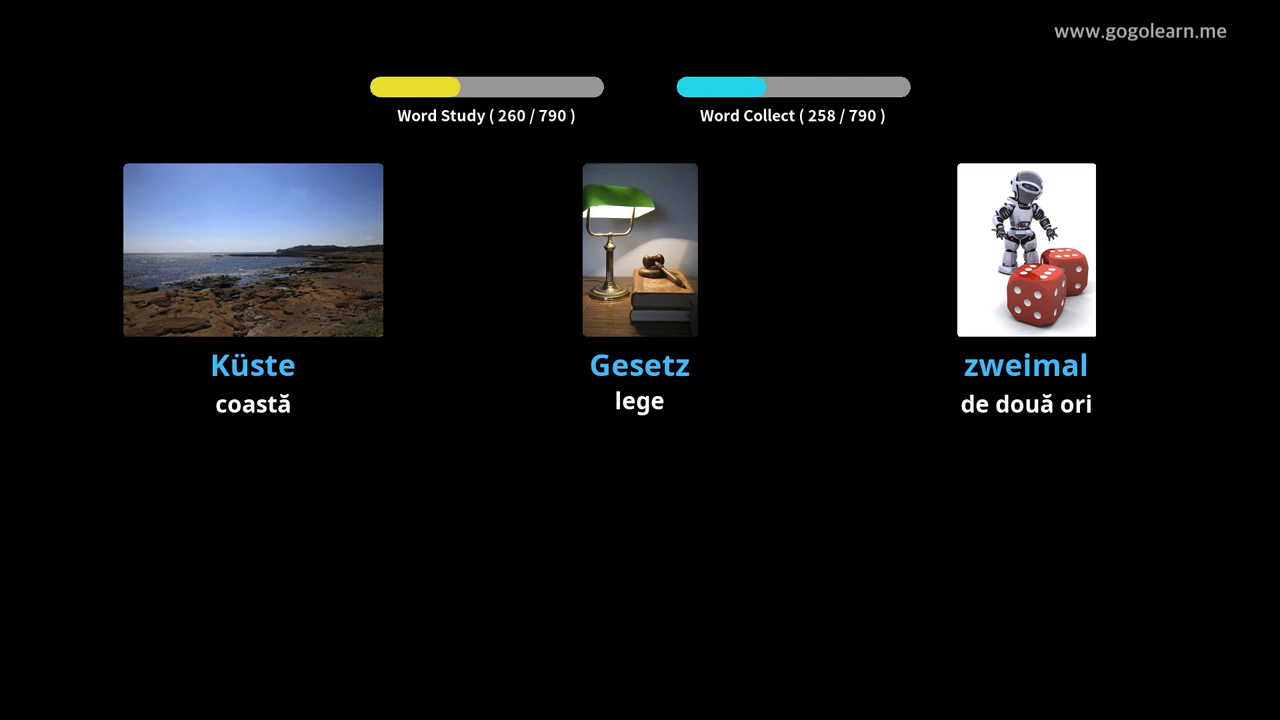 www.gogolearn.me
Word Study ( 260 / 790 )
Word Collect ( 258 / 790 )
Küste
coastă
Gesetz
lege
zweimal
de două ori